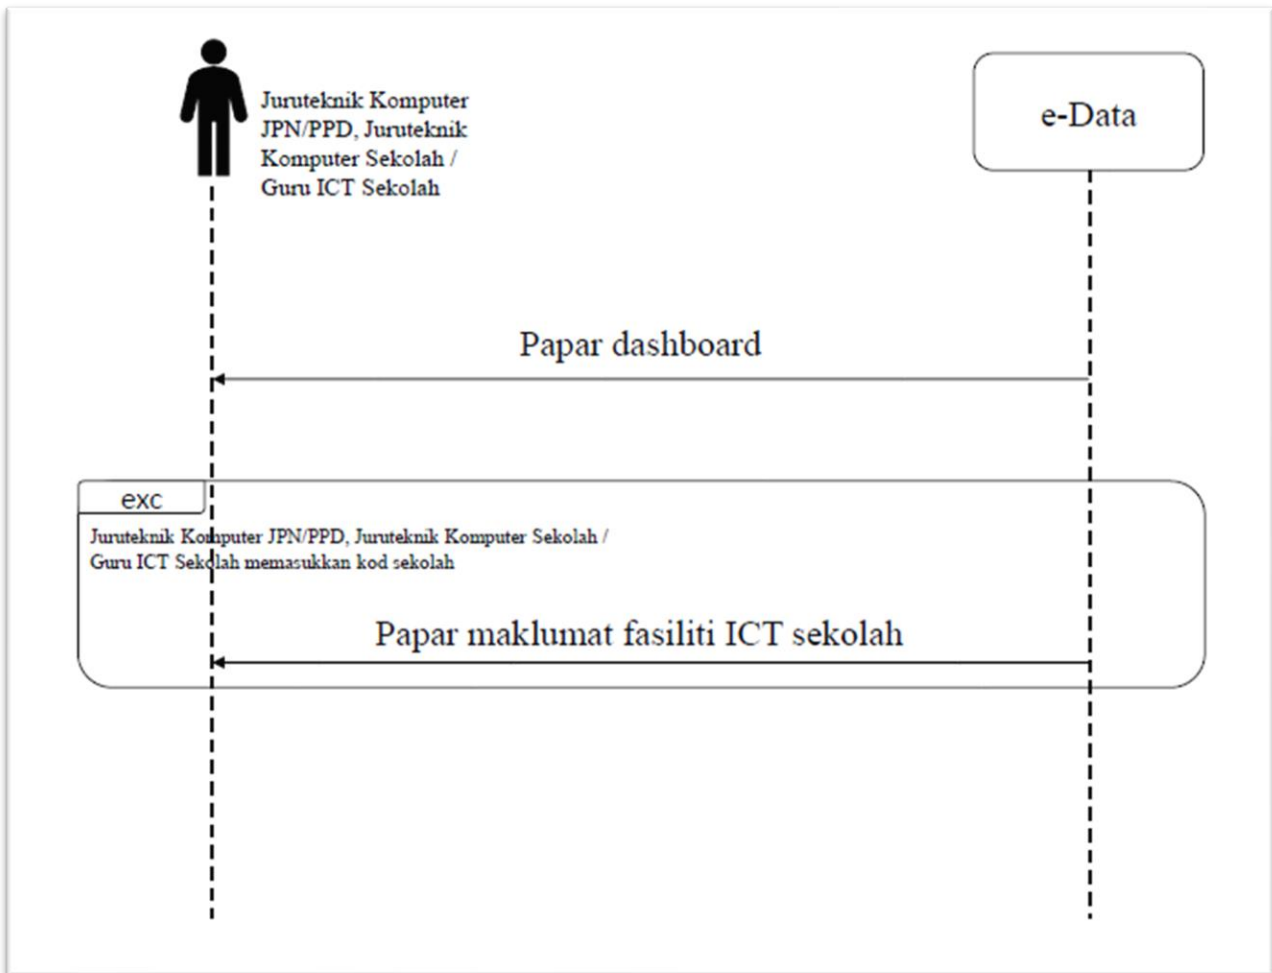 Juruteknik Komputer
JPN/PPD, Juruteknik
Komputer Sekolah /
Guru ICT Sekolah
e-Data
Papar dashboard
exc
Juruteknik Komputer JPN/PPD, Juruteknik Komputer Sekolah /
Guru ICT Sekolah memasukkan kod sekolah
Papar maklumat fasiliti ICT sekolah